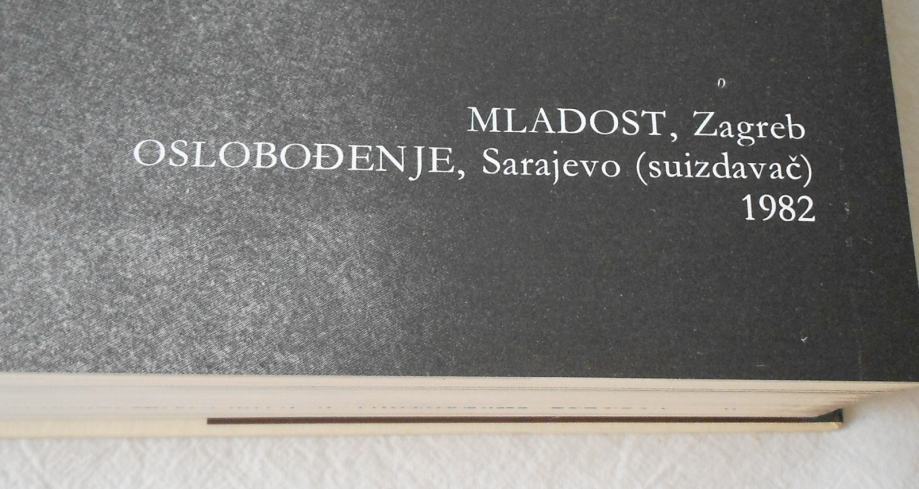 MLADOST, Zagreb
OSLOBOĐENJE, Sarajevo (suizdavač)
1982